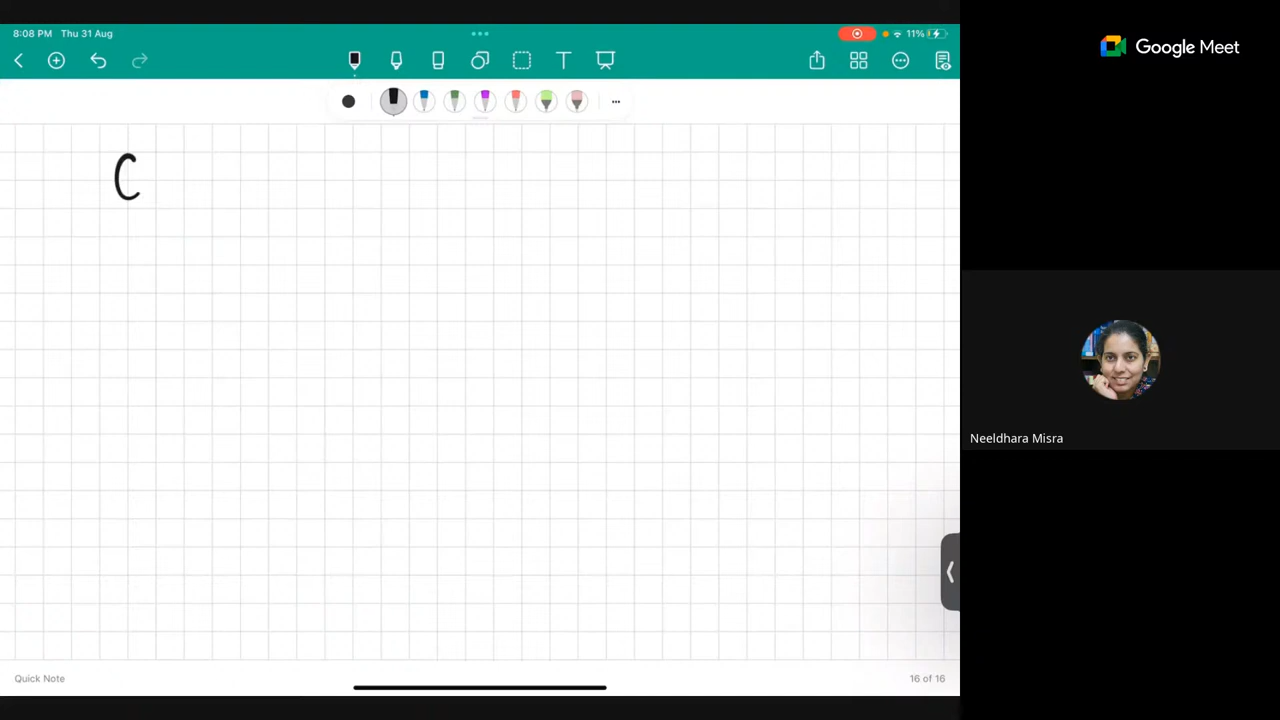 8:08 PM Thu 31 Aug
11%
Google Meet
T
C
Neeldhara Misra
Quick Note
16 of 16